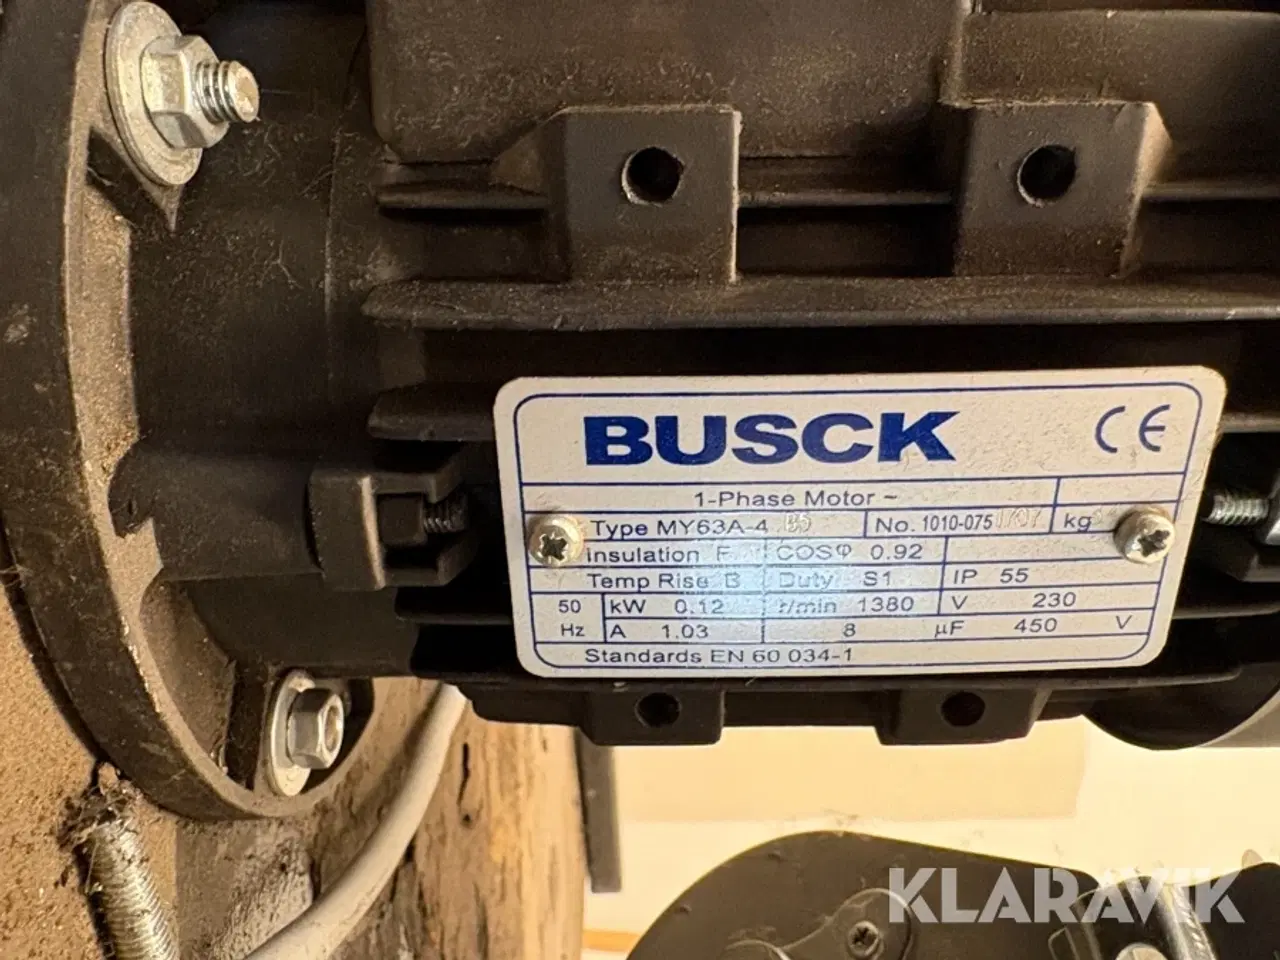 BUSCK CE
1-Phase Motor ~
Type MY63A-4 B5 No. 1010-075 1707 kg
insulation F COSφ 0.92
Temp Rise B Duty S1 IP 55
50 kW 0.12 r/min 1380 V 230
Hz A 1.03 8 µF 450 V
Standards EN 60 034-1
KLARAVIK